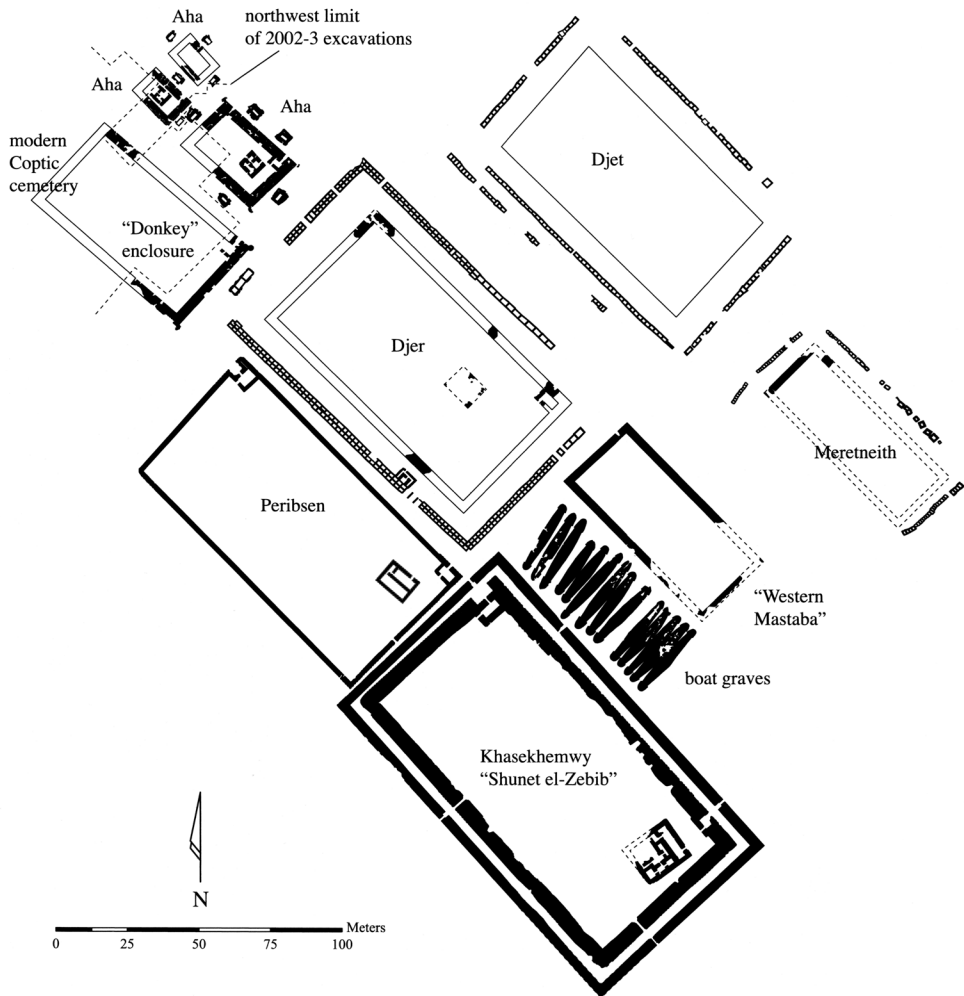 Aha
northwest limit
of 2002-3 excavations
Aha
Aha
modern
Coptic
cemetery
Djet
“Donkey”
enclosure
Djer
Meretneith
Peribsen
“Western
Mastaba”
boat graves
Khasekhemwy
“Shunet el-Zebib”
N
Meters
0 25 50 75 100